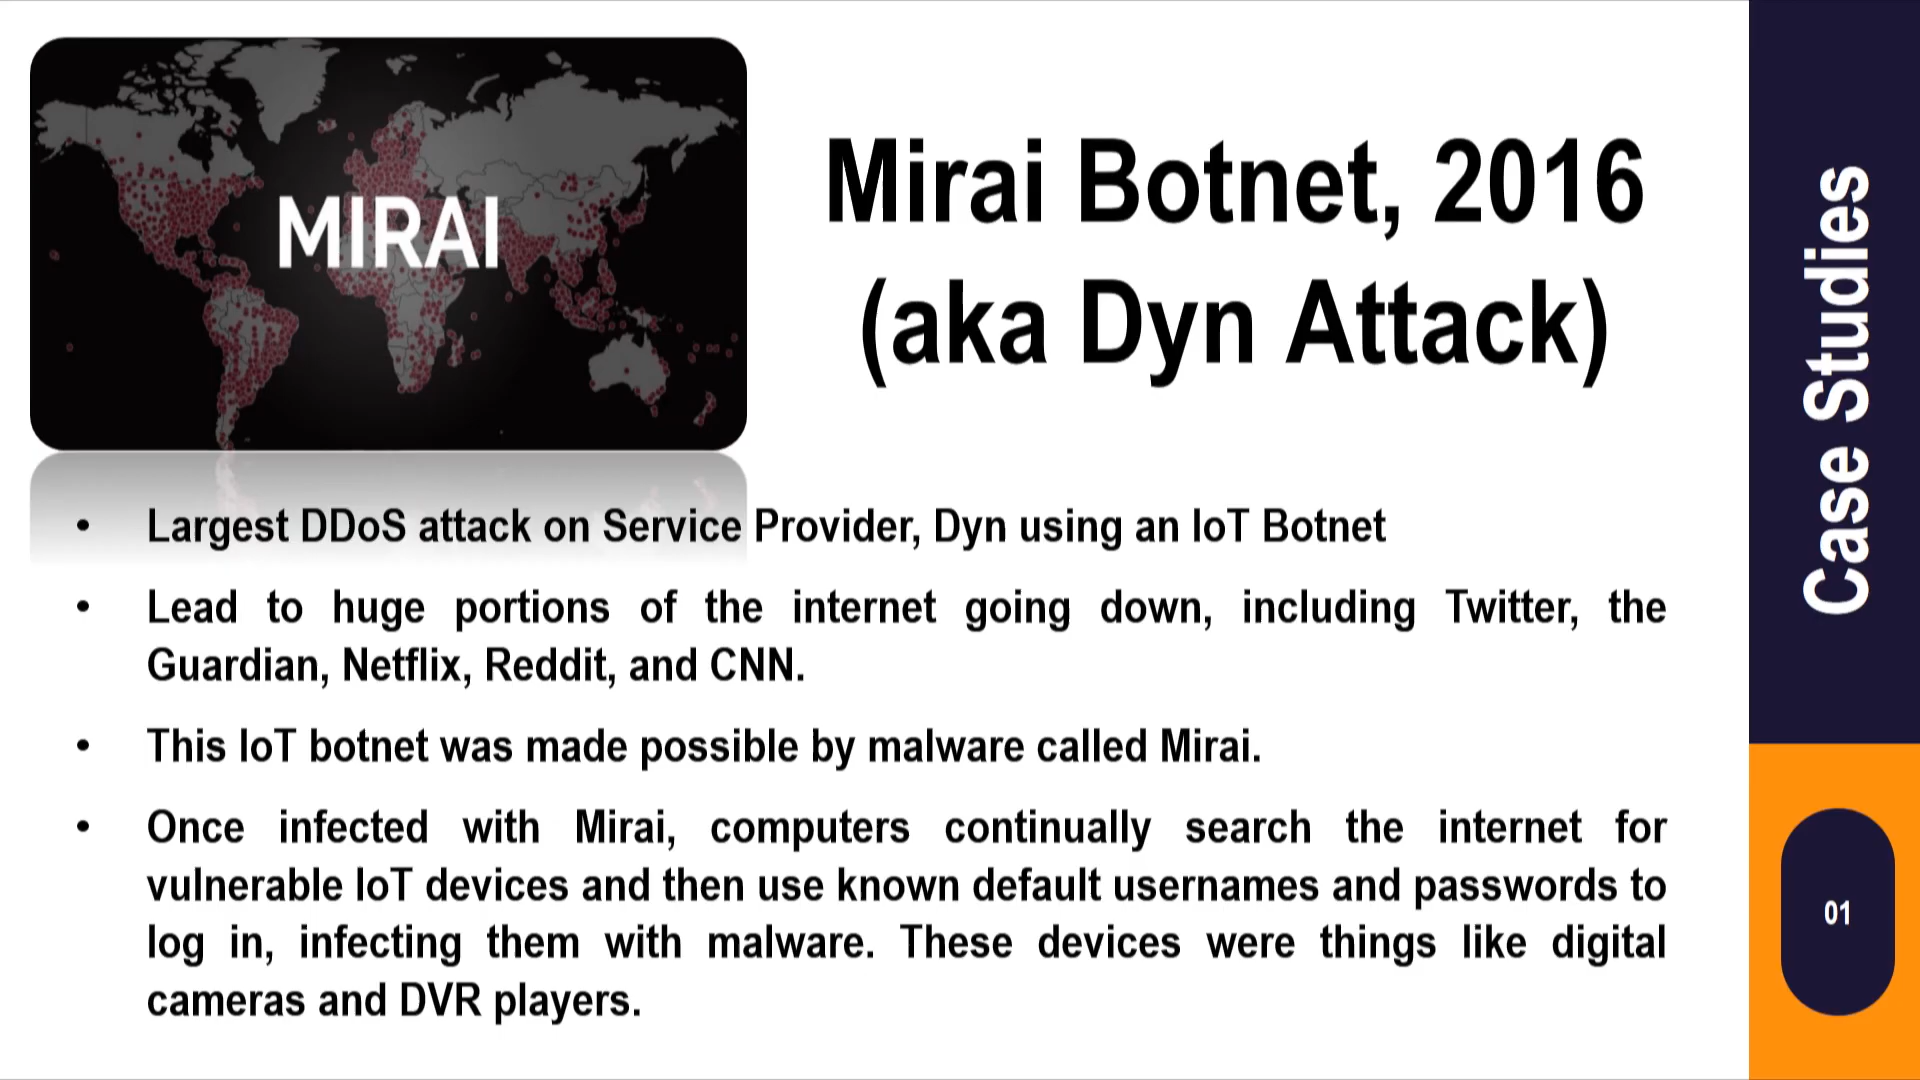 MIRAI
Mirai Botnet, 2016
(aka Dyn Attack)
• Largest DDoS attack on Service Provider, Dyn using an IoT Botnet
• Lead to huge portions of the internet going down, including Twitter, the
Guardian, Netflix, Reddit, and CNN.
• This IoT botnet was made possible by malware called Mirai.
• Once infected with Mirai, computers continually search the internet for
vulnerable IoT devices and then use known default usernames and passwords to
log in, infecting them with malware. These devices were things like digital
cameras and DVR players.
Case Studies
01